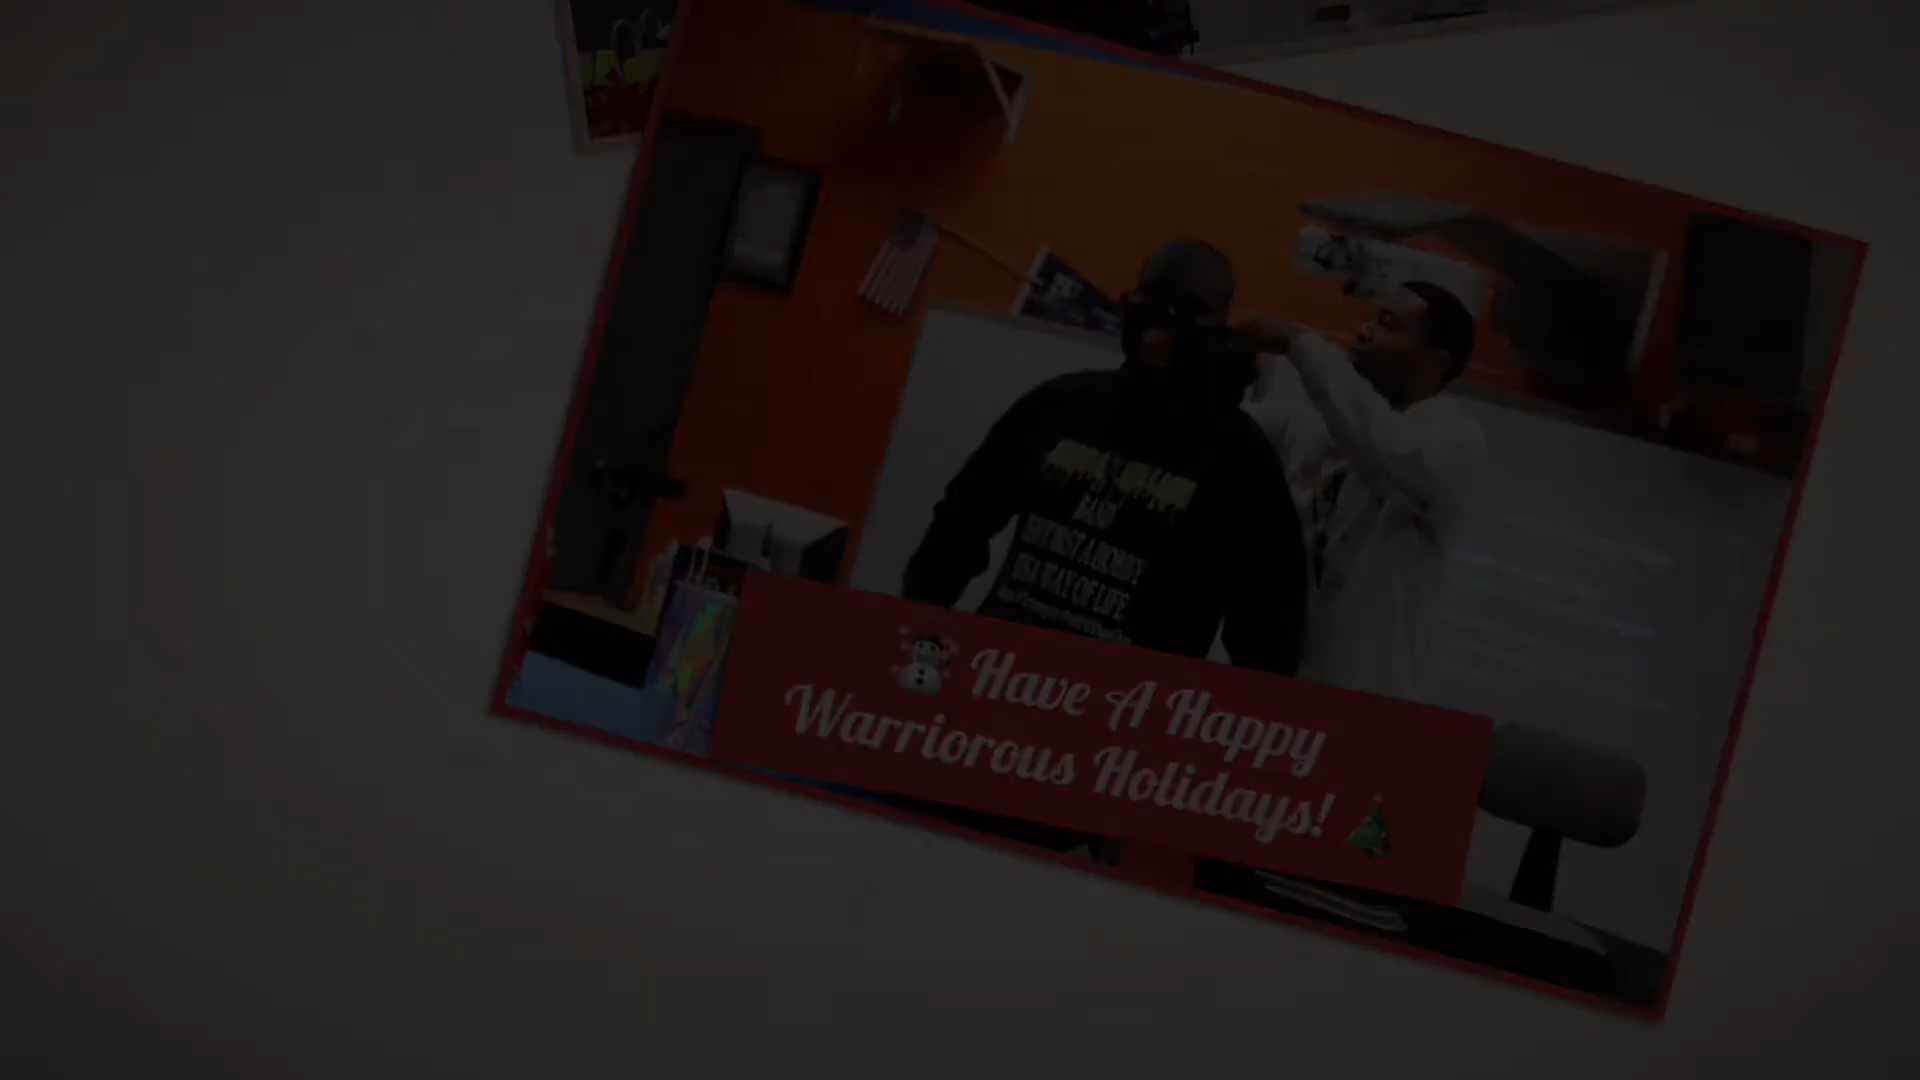 BAND
ISN'T JUST A HOBBY
IT'S A WAY OF LIFE
Have A Happy
Warriorous Holidays!